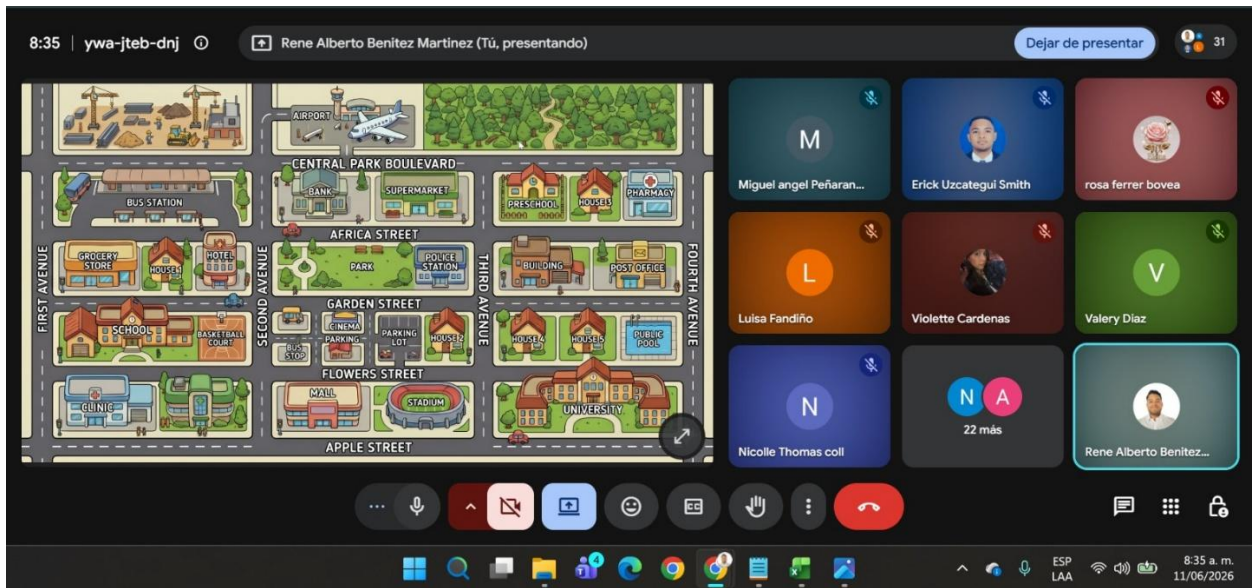 8:35 | ywa-jteb-dnj
Rene Alberto Benitez Martinez (Tú, presentando)
Dejar de presentar
31
AIRPORT
CENTRAL PARK BOULEVARD
BUS STATION
BANK
SUPERMARKET
PRESCHOOL
HOUSE 3
PHARMACY
AFRICA STREET
FIRST AVENUE
SECOND AVENUE
THIRD AVENUE
FOURTH AVENUE
GROCERY
STORE
HOUSE 1
HOTEL
PARK
POLICE
STATION
BUILDING
POST OFFICE
GARDEN STREET
SCHOOL
BASKETBALL
COURT
BUS
STOP
CINEMA
PARKING
PARKING
LOT
HOUSE 2
HOUSE 4
HOUSE 5
PUBLIC
POOL
FLOWERS STREET
CLINIC
MALL
STADIUM
UNIVERSITY
APPLE STREET
M
Miguel angel Peñaran...
Erick Uzcategui Smith
rosa ferrer bovea
L
Luisa Fandiño
Violette Cardenas
V
Valery Diaz
N
Nicolle Thomas coll
N A
22 más
Rene Alberto Benitez...
CC
4
ESP
LAA
8:35 a. m.
11/06/2026